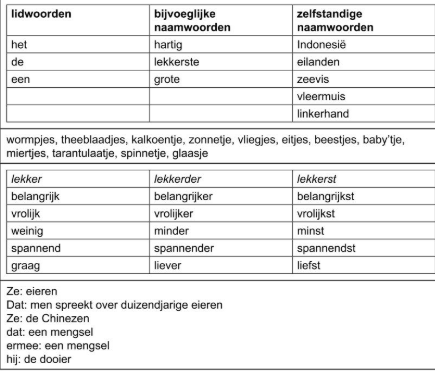 lidwoorden bijvoeglijke naamwoorden zelfstandige naamwoorden
het hartig Indonesië
de lekkerste eilanden
een grote zeevis
vleermuis
linkerhand
wormpjes, theeblaadjes, kalkoentje, zonnetje, vliegjes, eitjes, beestjes, baby'tje,
miertjes, tarantulaatje, spinnetje, glaasje
lekker lekkerder lekkerst
belangrijk belangrijker belangrijkst
vrolijk vrolijker vrolijkst
weinig minder minst
spannend spannender spannendst
graag liever liefst
Ze: eieren
Dat: men spreekt over duizendjarige eieren
Ze: de Chinezen
dat: een mengsel
ermee: een mengsel
hij: de dooier